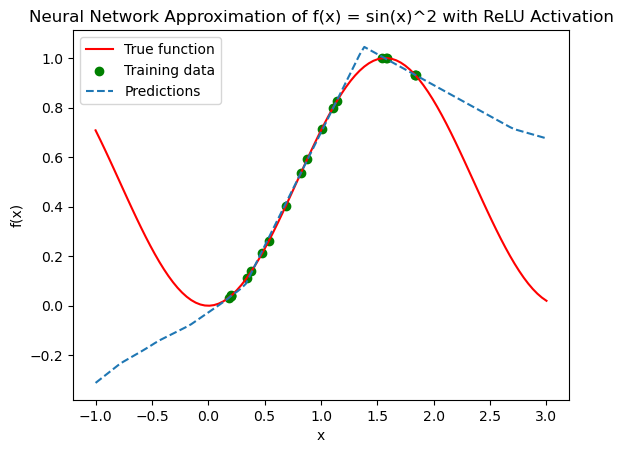 Neural Network Approximation of f(x) = sin(x)^2 with ReLU Activation
True function
Training data
Predictions
f(x)
1.0
0.8
0.6
0.4
0.2
0.0
−0.2
−1.0 −0.5 0.0 0.5 1.0 1.5 2.0 2.5 3.0
x